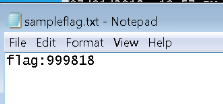 sampleflag.txt - Notepad
File Edit Format View Help
flag:999818